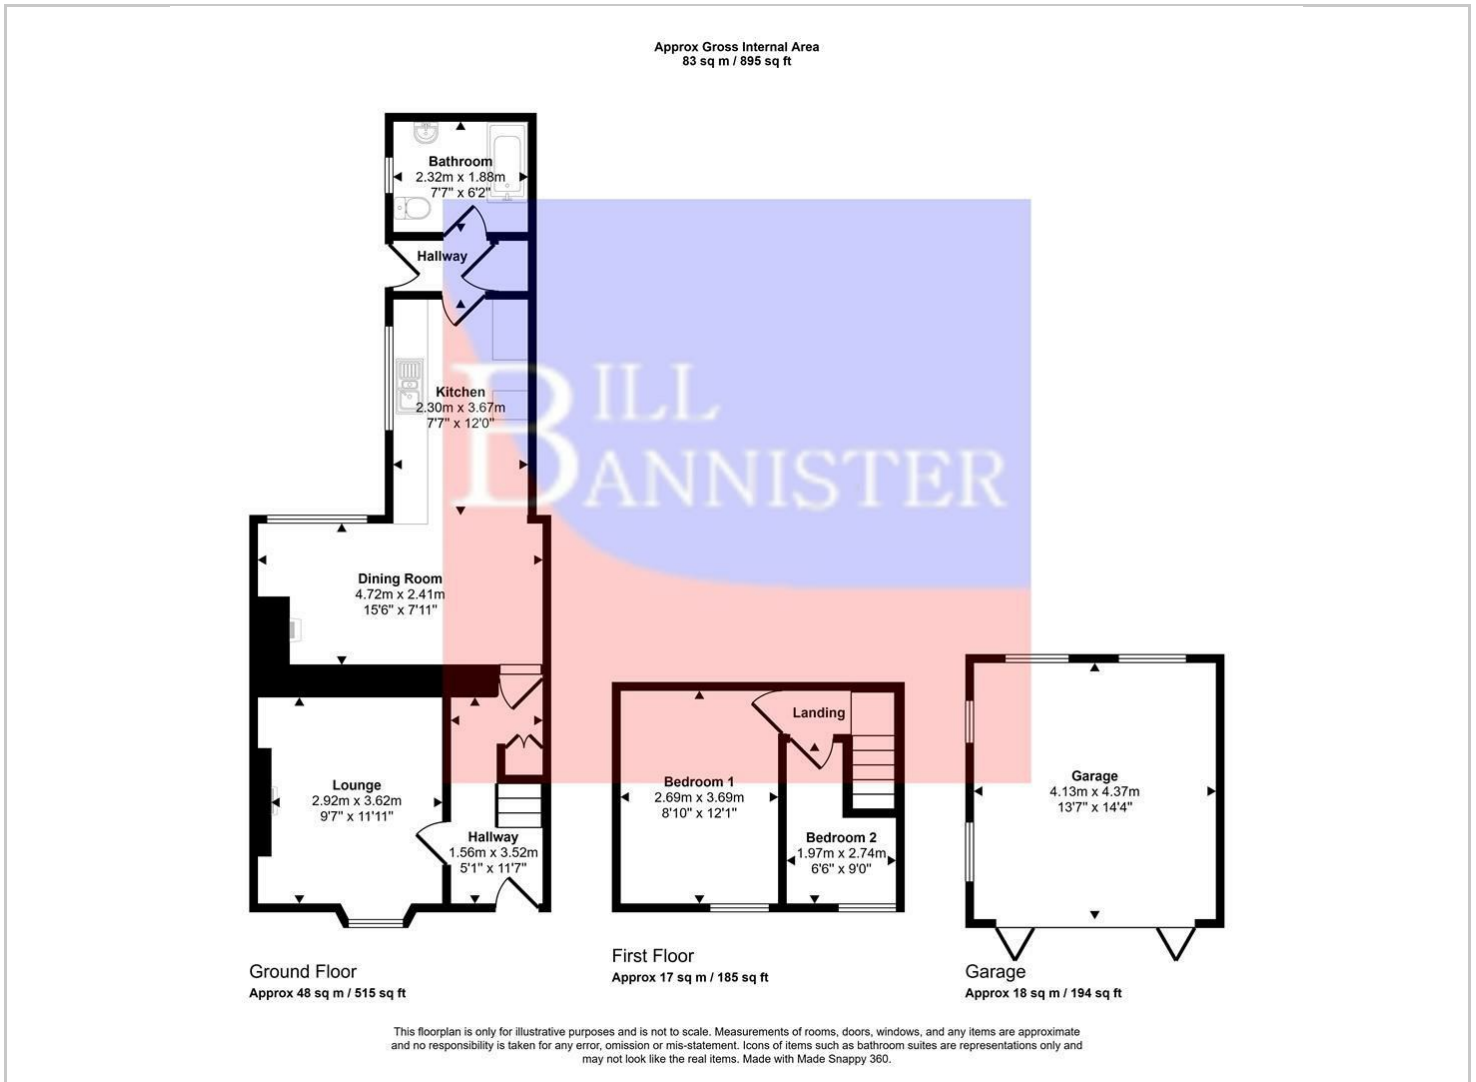 Approx Gross Internal Area
83 sq m / 895 sq ft
Bathroom
2.32m x 1.88m
7'7" x 6'2"
Hallway
Kitchen
2.30m x 3.67m
7'7" x 12'0"
BILL
BANNISTER
Dining Room
4.72m x 2.41m
15'6" x 7'11"
Lounge
2.92m x 3.62m
9'7" x 11'11"
Hallway
1.56m x 3.52m
5'1" x 11'7"
Landing
Bedroom 1
2.69m x 3.69m
8'10" x 12'1"
Bedroom 2
1.97m x 2.74m
6'6" x 9'0"
Garage
4.13m x 4.37m
13'7" x 14'4"
Ground Floor
Approx 48 sq m / 515 sq ft
First Floor
Approx 17 sq m / 185 sq ft
Garage
Approx 18 sq m / 194 sq ft
This floorplan is only for illustrative purposes and is not to scale. Measurements of rooms, doors, windows, and any items are approximate
and no responsibility is taken for any error, omission or mis-statement. Icons of items such as bathroom suites are representations only and
may not look like the real items. Made with Made Snappy 360.